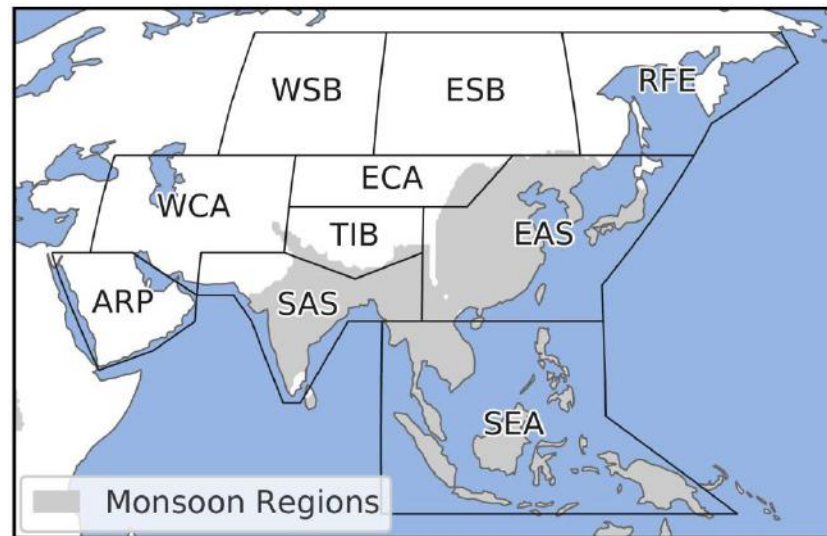 WSB
ESB
RFE
ECA
WCA
TIB
EAS
ARP
SAS
SEA
Monsoon Regions